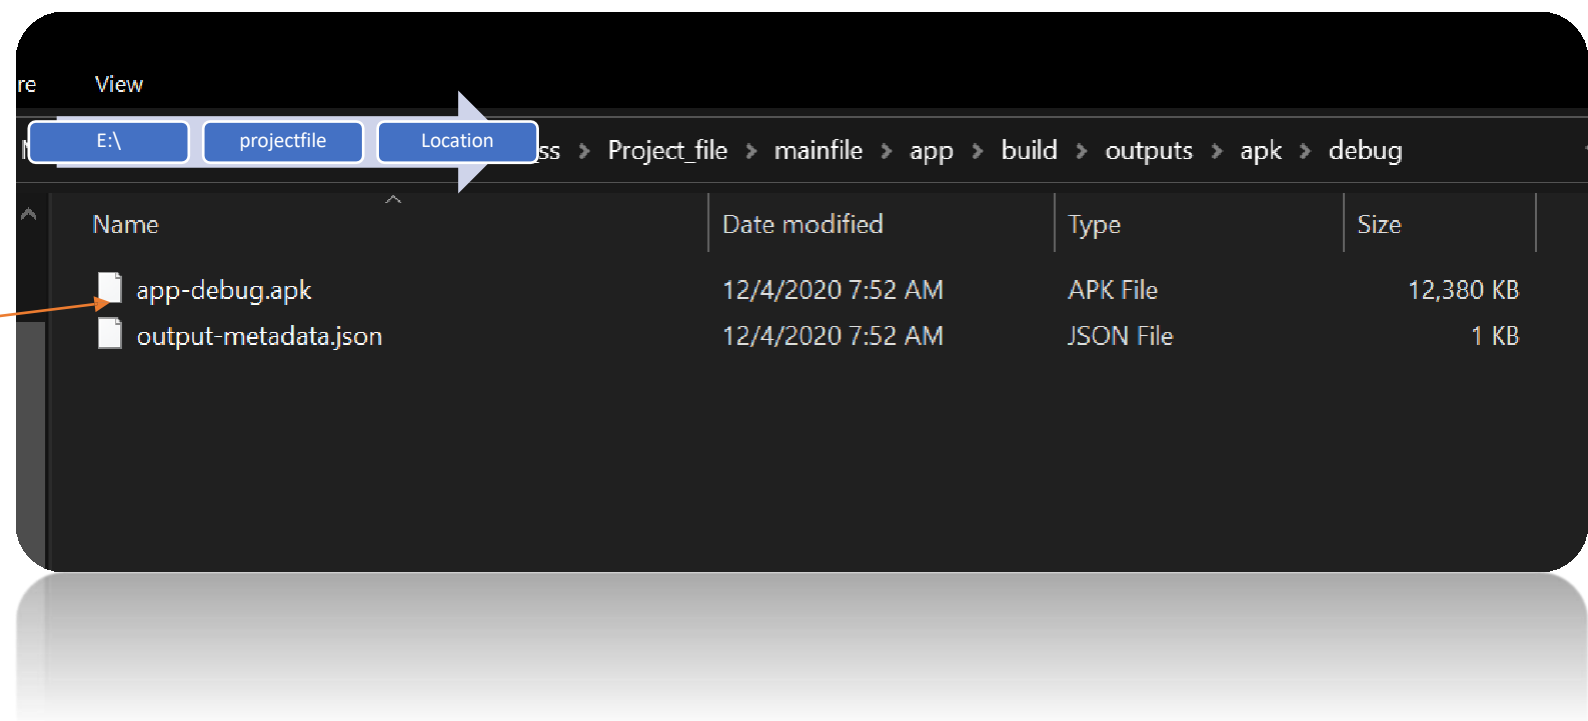 View
E:\ projectfile Location Project_file mainfile app build outputs apk debug
Name Date modified Type Size
app-debug.apk 12/4/2020 7:52 AM APK File 12,380 KB
output-metadata.json 12/4/2020 7:52 AM JSON File 1 KB